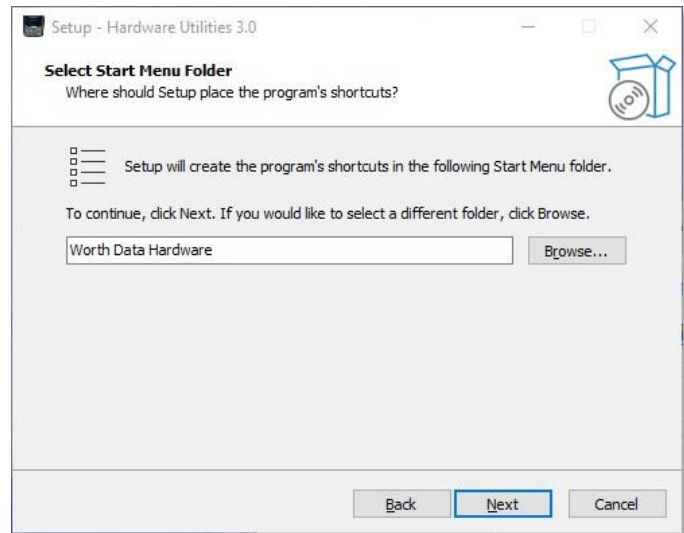 Setup - Hardware Utilities 3.0
Select Start Menu Folder
Where should Setup place the program's shortcuts?
Setup will create the program's shortcuts in the following Start Menu folder.
To continue, click Next. If you would like to select a different folder, click Browse.
Worth Data Hardware
Browse...
Back
Next
Cancel